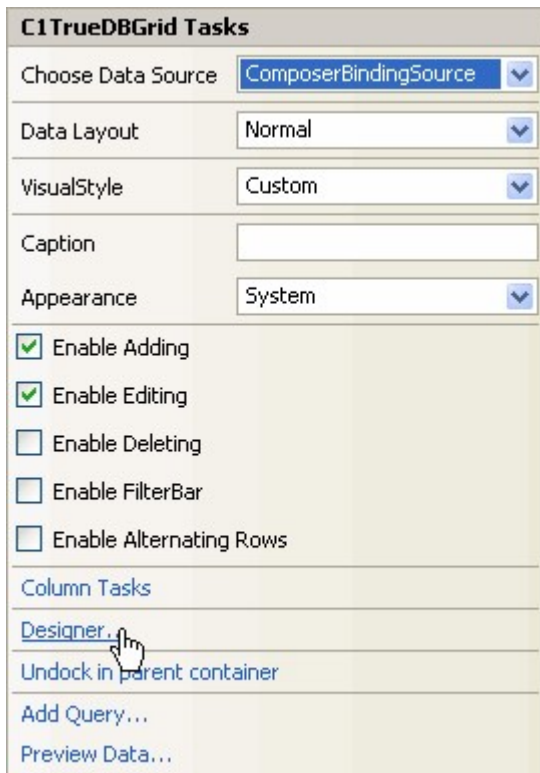 C1TrueDBGrid Tasks
Choose Data Source ComposerBindingSource
Data Layout Normal
VisualStyle Custom
Caption
Appearance System
Enable Adding
Enable Editing
Enable Deleting
Enable FilterBar
Enable Alternating Rows
Column Tasks
Designer...
Undock in parent container
Add Query...
Preview Data...